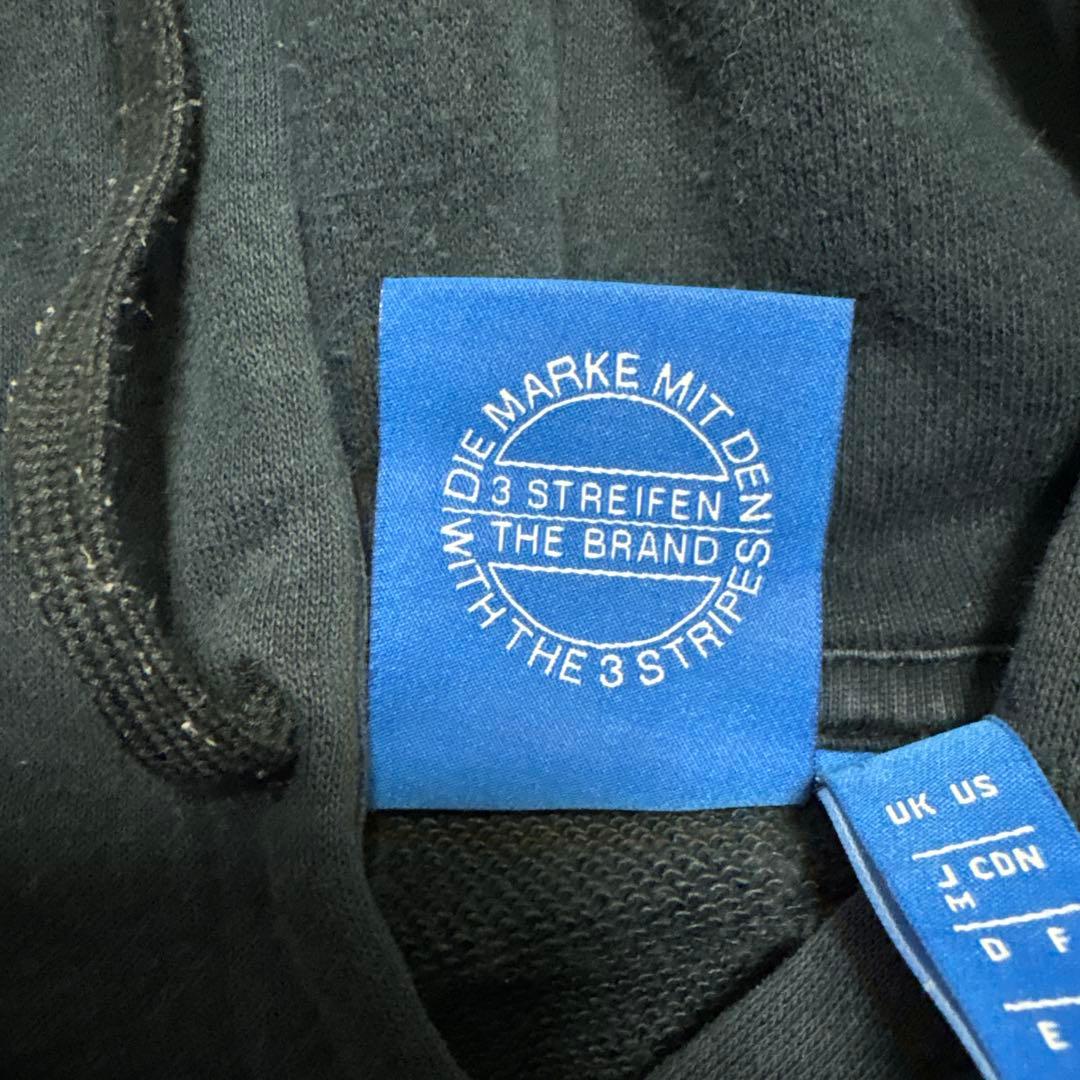 DIE MARKE MIT DEN
3 STREIFEN
THE BRAND
WITH THE 3 STRIPES
UK US
J CDN
M
D F
E